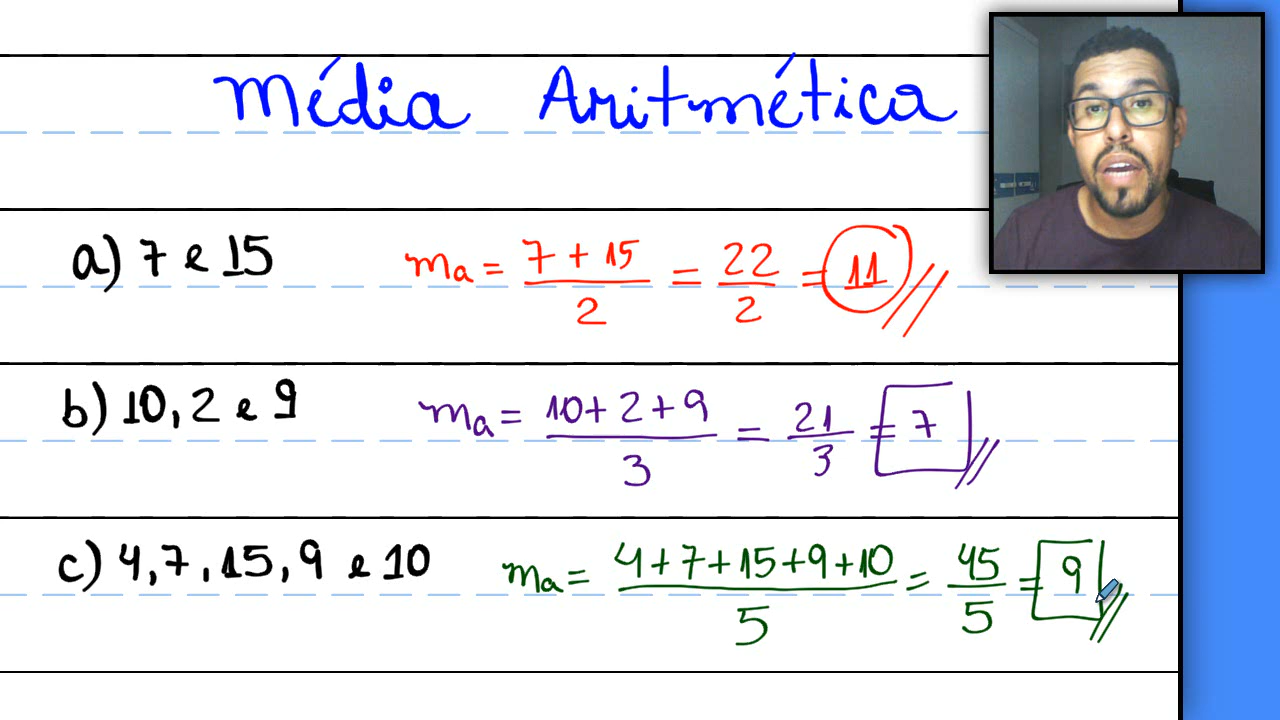 Média Aritmética
a) 7 e 15 ma = 7 + 15 / 2 = 22 / 2 = 11 //
b) 10, 2 e 9 ma = 10 + 2 + 9 / 3 = 21 / 3 = 7 //
c) 4, 7, 15, 9 e 10 ma = 4 + 7 + 15 + 9 + 10 / 5 = 45 / 5 = 9 //